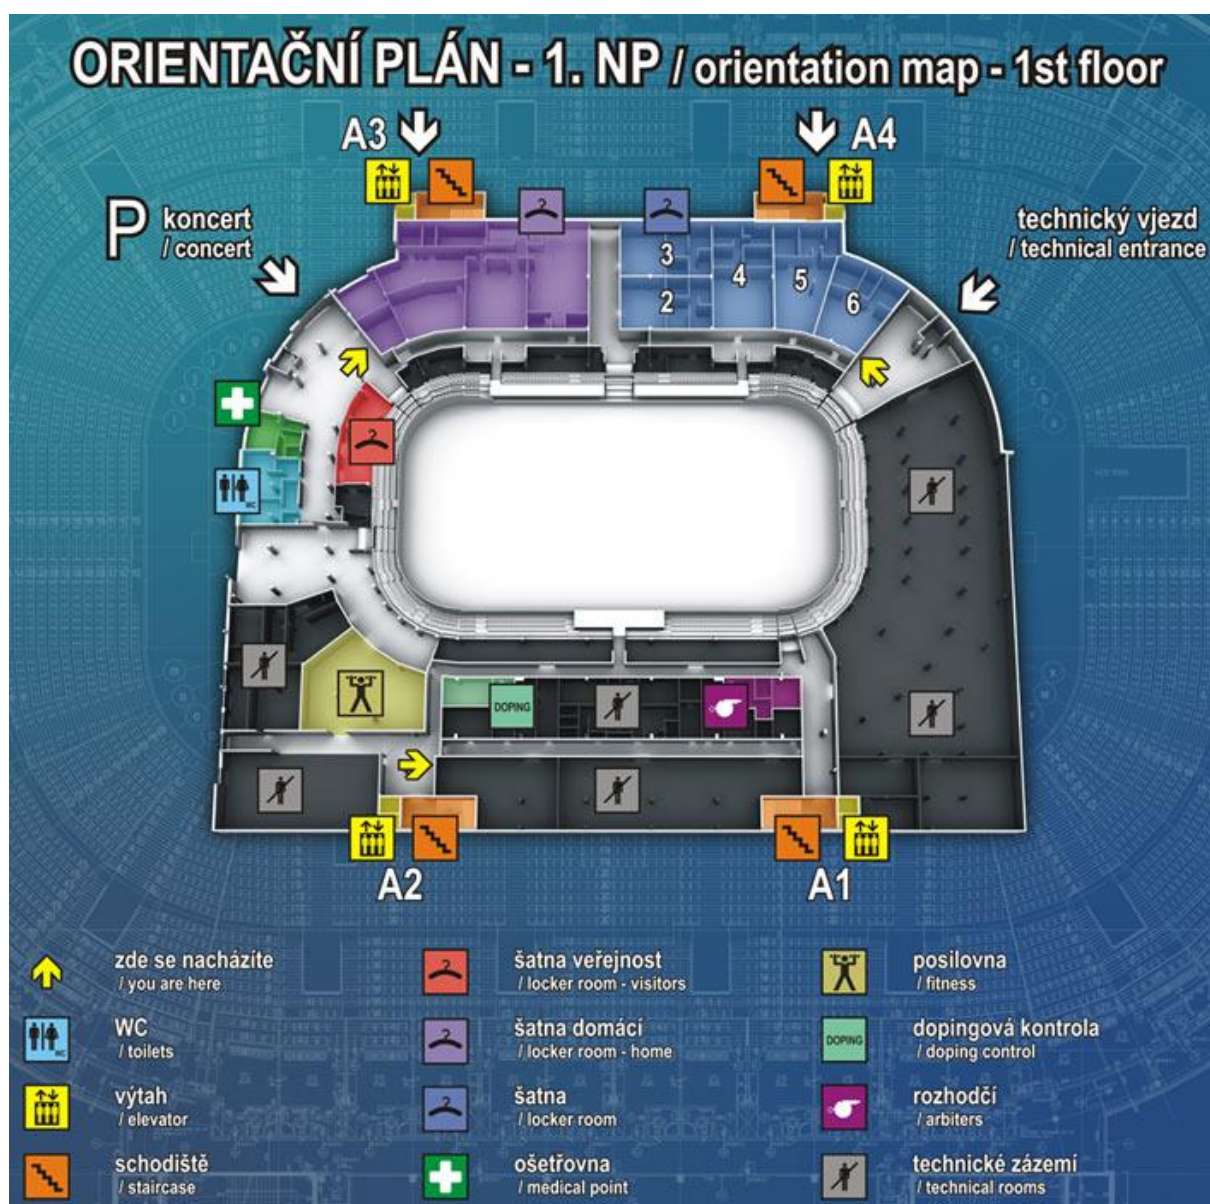 ORIENTAČNÍ PLÁN - 1. NP / orientation map - 1st floor
A3
A4
P koncert
/ concert
technický vjezd
/ technical entrance
3
4
5
2
6
WC
DOPING
A2
A1
zde se nacházíte
/ you are here
šatna veřejnost
/ locker room - visitors
posilovna
/ fitness
WC
WC
/ toilets
šatna domácí
/ locker room - home
DOPING
dopingová kontrola
/ doping control
výtah
/ elevator
šatna
/ locker room
rozhodčí
/ arbiters
schodiště
/ staircase
ošetřovna
/ medical point
technické zázemí
/ technical rooms